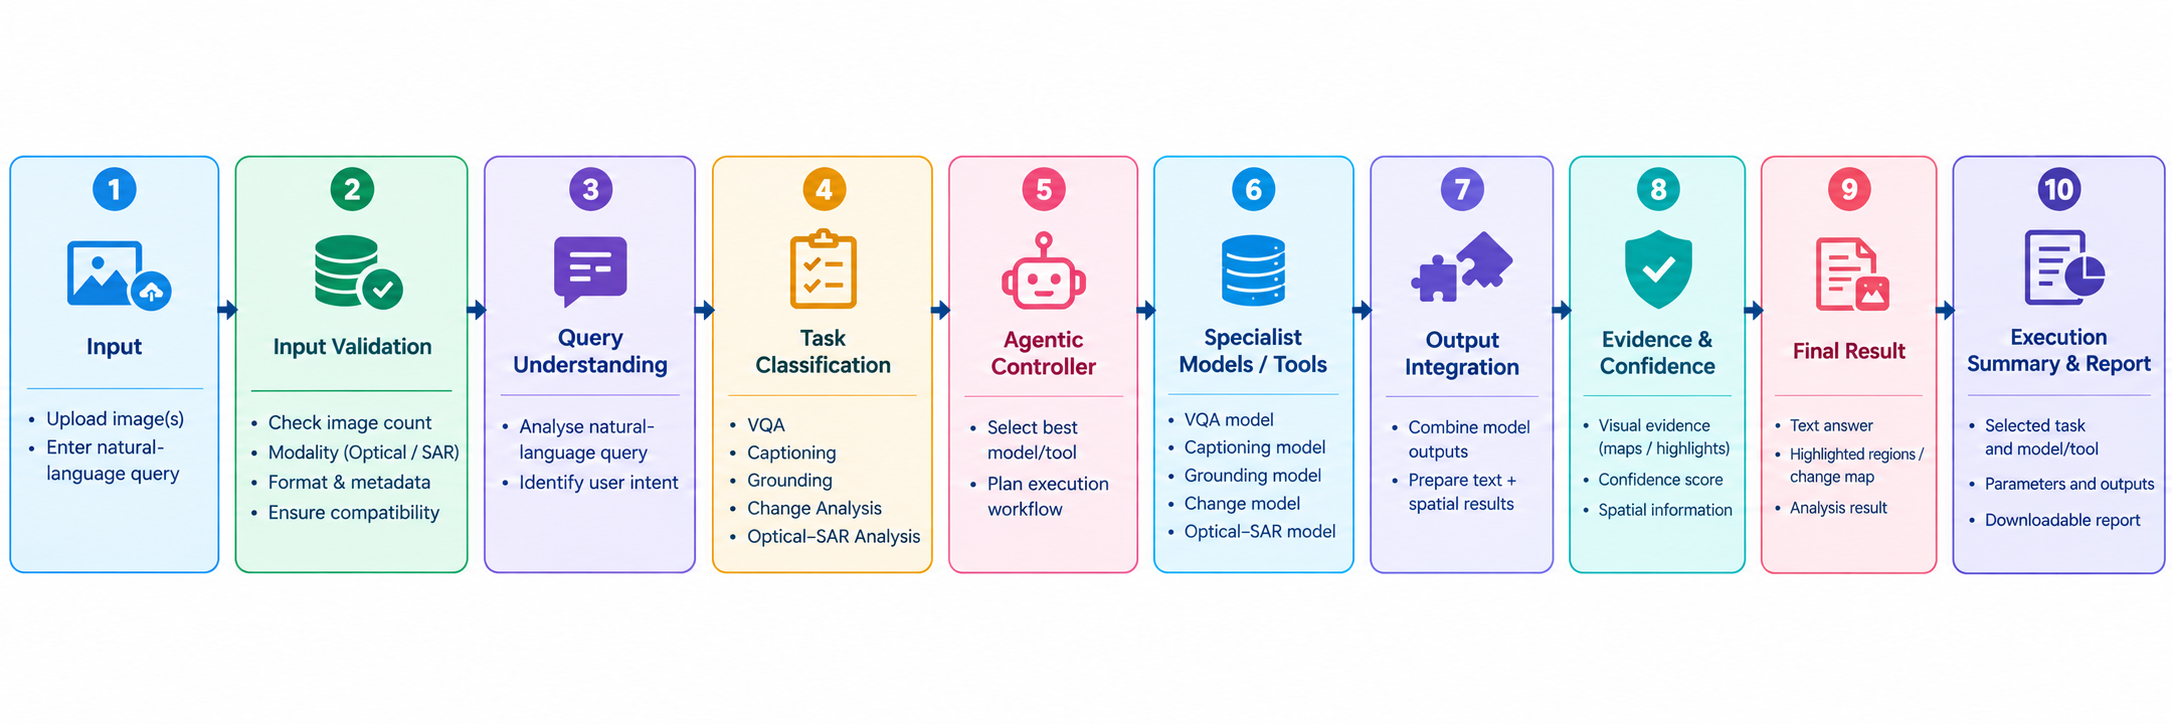 1
Input
• Upload image(s)
• Enter natural-
language query
2
Input Validation
• Check image count
• Modality (Optical / SAR)
• Format & metadata
• Ensure compatibility
3
Query
Understanding
• Analyse natural-
language query
• Identify user intent
4
Task
Classification
• VQA
• Captioning
• Grounding
• Change Analysis
• Optical–SAR Analysis
5
Agentic
Controller
• Select best
model/tool
• Plan execution
workflow
6
Specialist
Models / Tools
• VQA model
• Captioning model
• Grounding model
• Change model
• Optical–SAR model
7
Output
Integration
• Combine model
outputs
• Prepare text +
spatial results
8
Evidence &
Confidence
• Visual evidence
(maps / highlights)
• Confidence score
• Spatial information
9
Final Result
• Text answer
• Highlighted regions /
change map
• Analysis result
10
Execution
Summary & Report
• Selected task
and model/tool
• Parameters and outputs
• Downloadable report